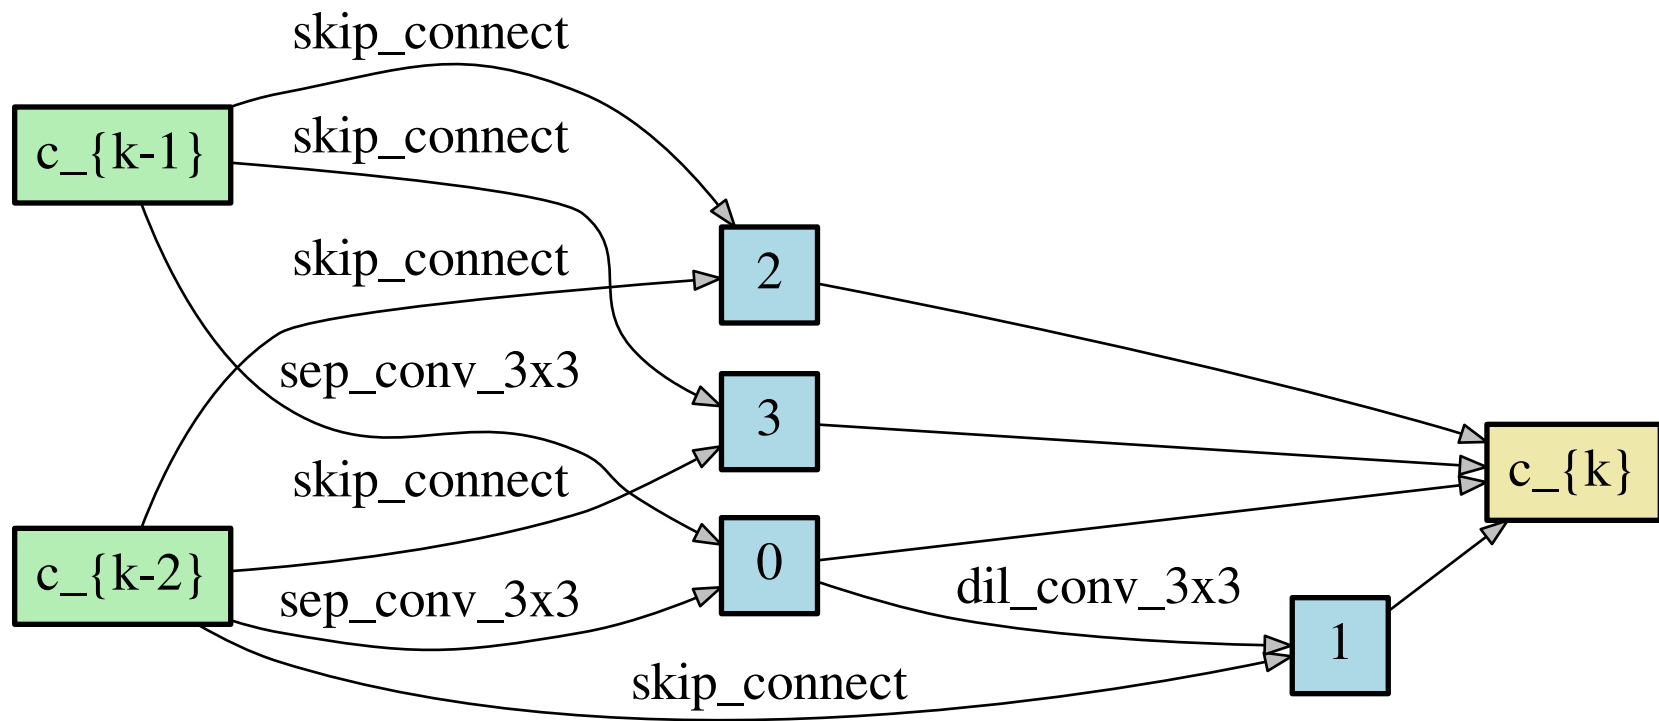 skip_connect
c_{k-1}
skip_connect
skip_connect
2
sep_conv_3x3
3
skip_connect
c_{k}
c_{k-2}
0
sep_conv_3x3
dil_conv_3x3
1
skip_connect